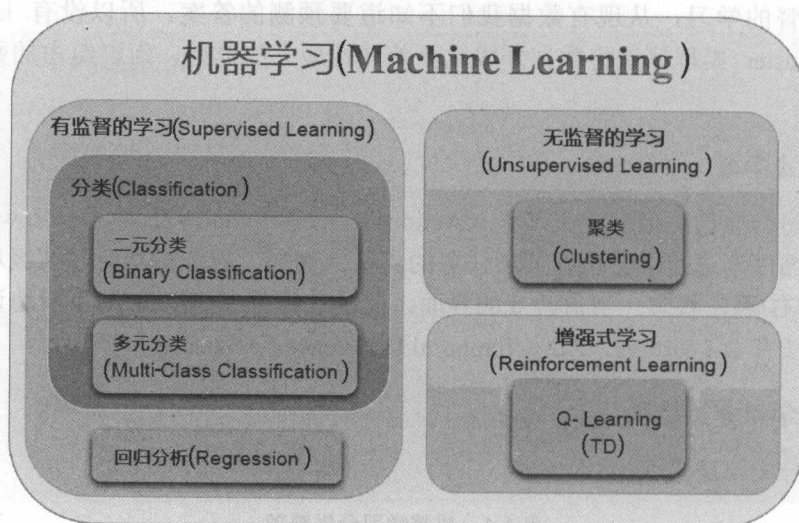 机器学习(Machine Learning)
有监督的学习(Supervised Learning)
分类(Classification)
二元分类
(Binary Classification)
多元分类
(Multi-Class Classification)
回归分析(Regression)
无监督的学习
(Unsupervised Learning)
聚类
(Clustering)
增强式学习
(Reinforcement Learning)
Q- Learning
(TD)